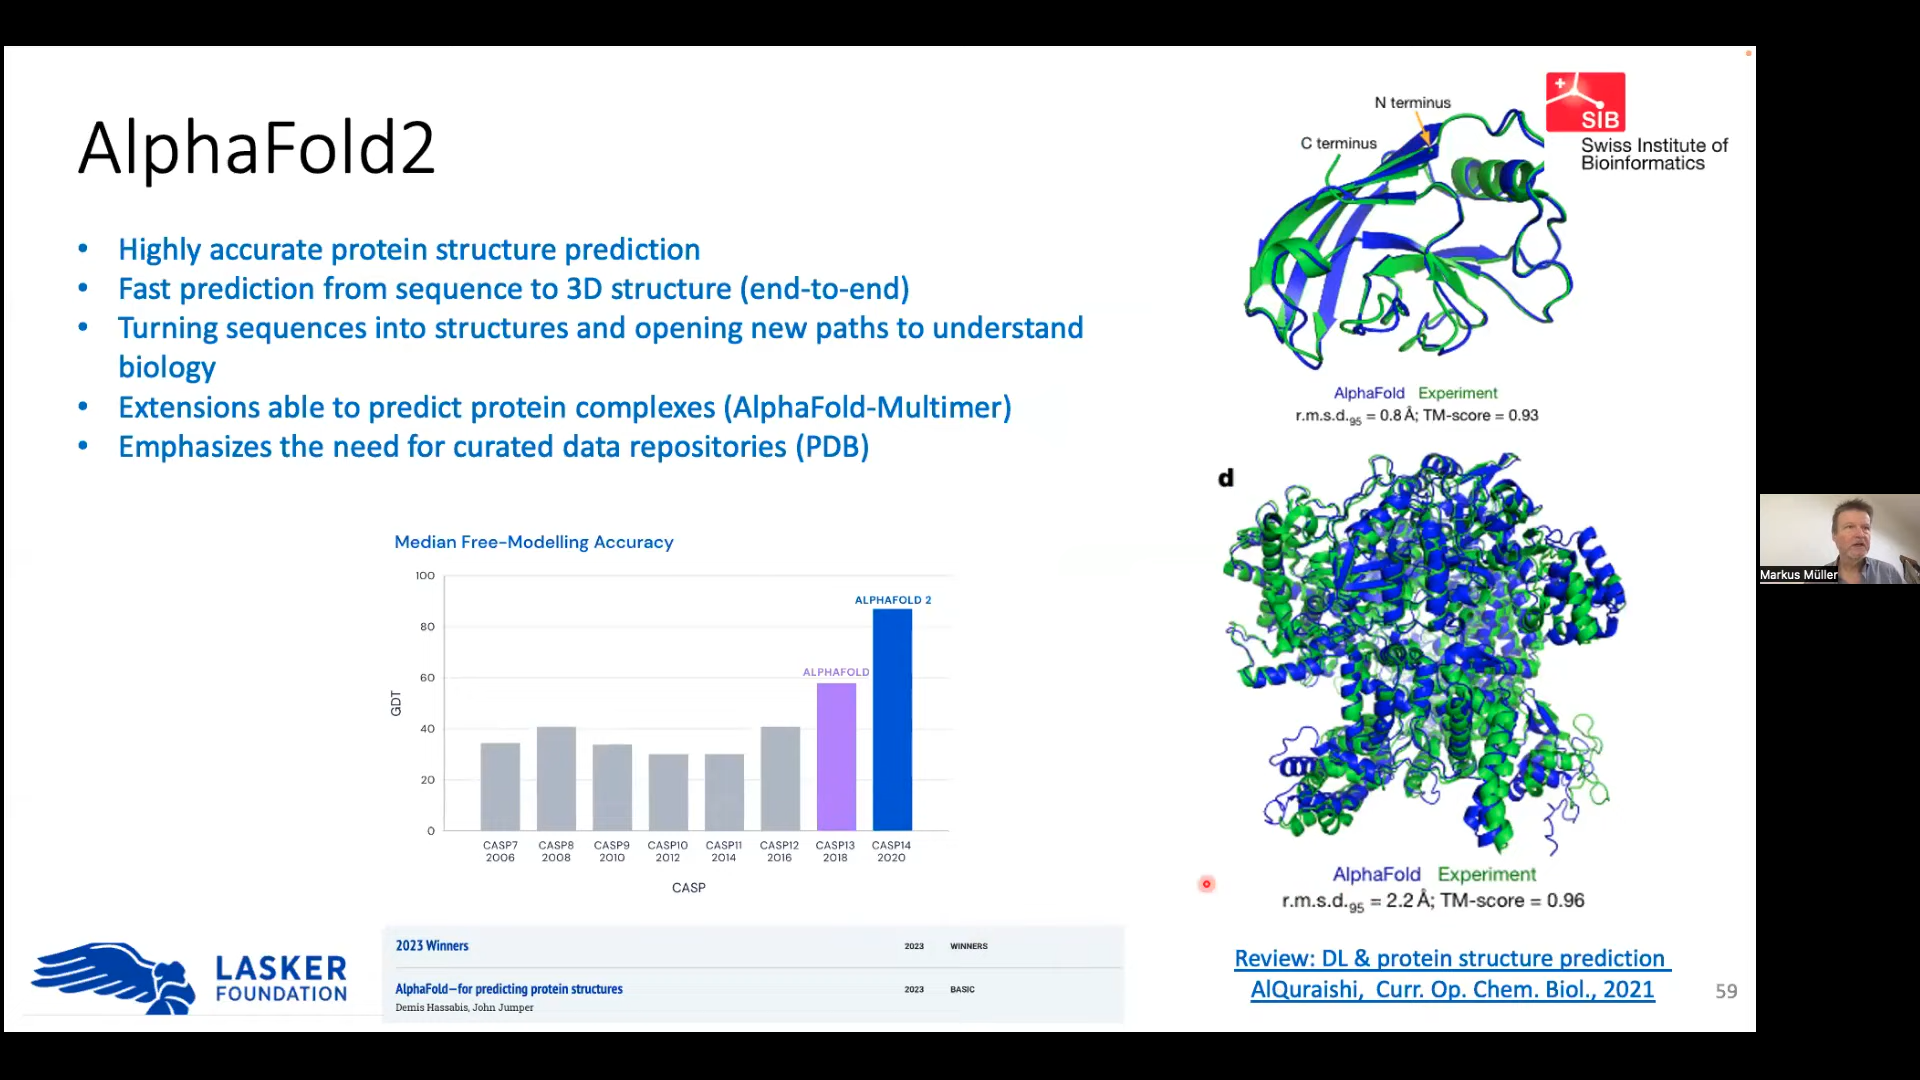 AlphaFold2
• Highly accurate protein structure prediction
• Fast prediction from sequence to 3D structure (end-to-end)
• Turning sequences into structures and opening new paths to understand
biology
• Extensions able to predict protein complexes (AlphaFold-Multimer)
• Emphasizes the need for curated data repositories (PDB)
N terminus
C terminus
SIB
Swiss Institute of
Bioinformatics
AlphaFold Experiment
r.m.s.d.95 = 0.8 Å; TM-score = 0.93
d
AlphaFold Experiment
r.m.s.d.95 = 2.2 Å; TM-score = 0.96
Median Free-Modelling Accuracy
100
80
60
40
20
0
GDT
ALPHAFOLD 2
ALPHAFOLD
CASP7 CASP8 CASP9 CASP10 CASP11 CASP12 CASP13 CASP14
2006 2008 2010 2012 2014 2016 2018 2020
CASP
LASKER
FOUNDATION
2023 Winners 2023 WINNERS
AlphaFold—for predicting protein structures 2023 BASIC
Demis Hassabis, John Jumper
Review: DL & protein structure prediction
AlQuraishi, Curr. Op. Chem. Biol., 2021
59
Markus Müller